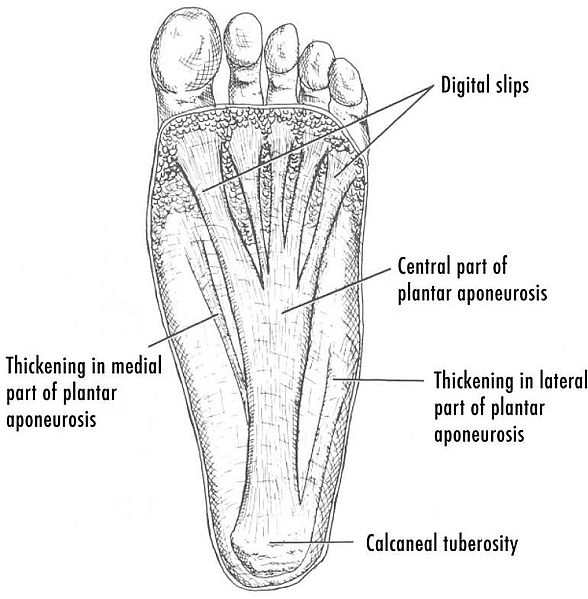 Digital slips
Central part of
plantar aponeurosis
Thickening in medial
part of plantar
aponeurosis
Thickening in lateral
part of plantar
aponeurosis
Calcaneal tuberosity